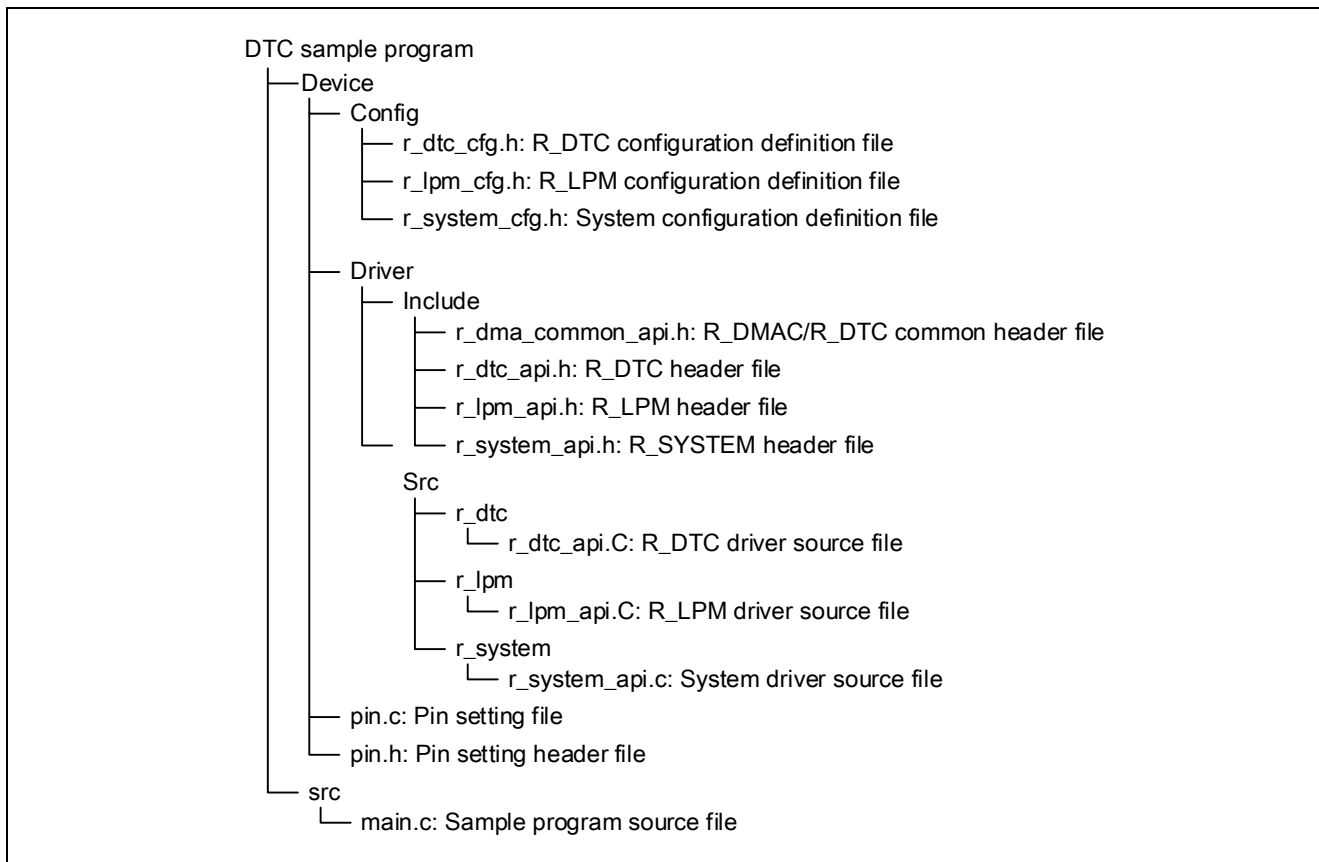 DTC sample program
Device
Config
r_dtc_cfg.h: R_DTC configuration definition file
r_lpm_cfg.h: R_LPM configuration definition file
r_system_cfg.h: System configuration definition file
Driver
Include
r_dma_common_api.h: R_DMAC/R_DTC common header file
r_dtc_api.h: R_DTC header file
r_lpm_api.h: R_LPM header file
r_system_api.h: R_SYSTEM header file
Src
r_dtc
r_dtc_api.C: R_DTC driver source file
r_lpm
r_lpm_api.C: R_LPM driver source file
r_system
r_system_api.c: System driver source file
pin.c: Pin setting file
pin.h: Pin setting header file
src
main.c: Sample program source file